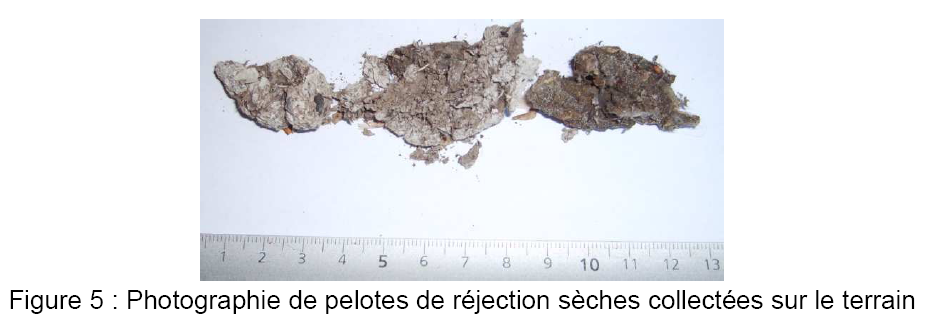 1 2 3 4 5 6 7 8 9 10 11 12 13
Figure 5 : Photographie de pelotes de réjection sèches collectées sur le terrain